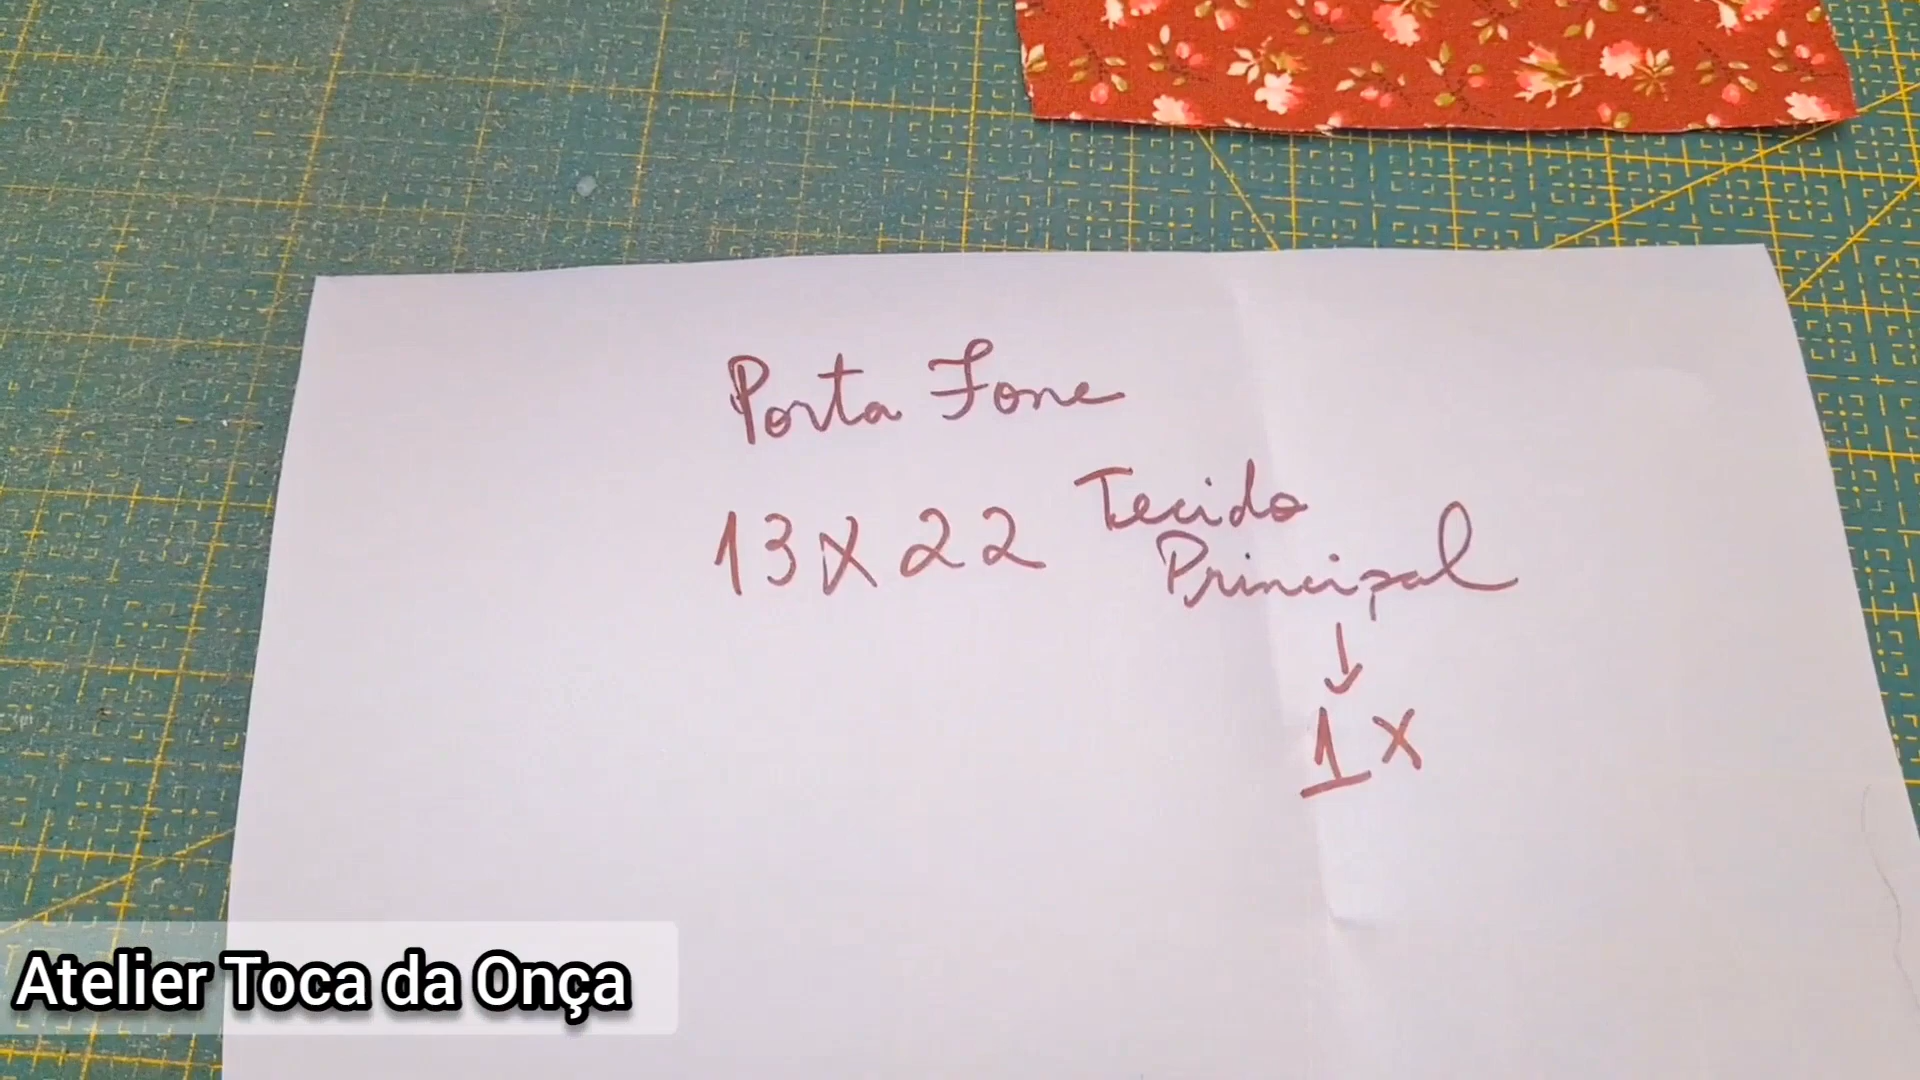 Porta Fone
13x22 Tecido
Principal
↓
1x
Atelier Toca da Onça